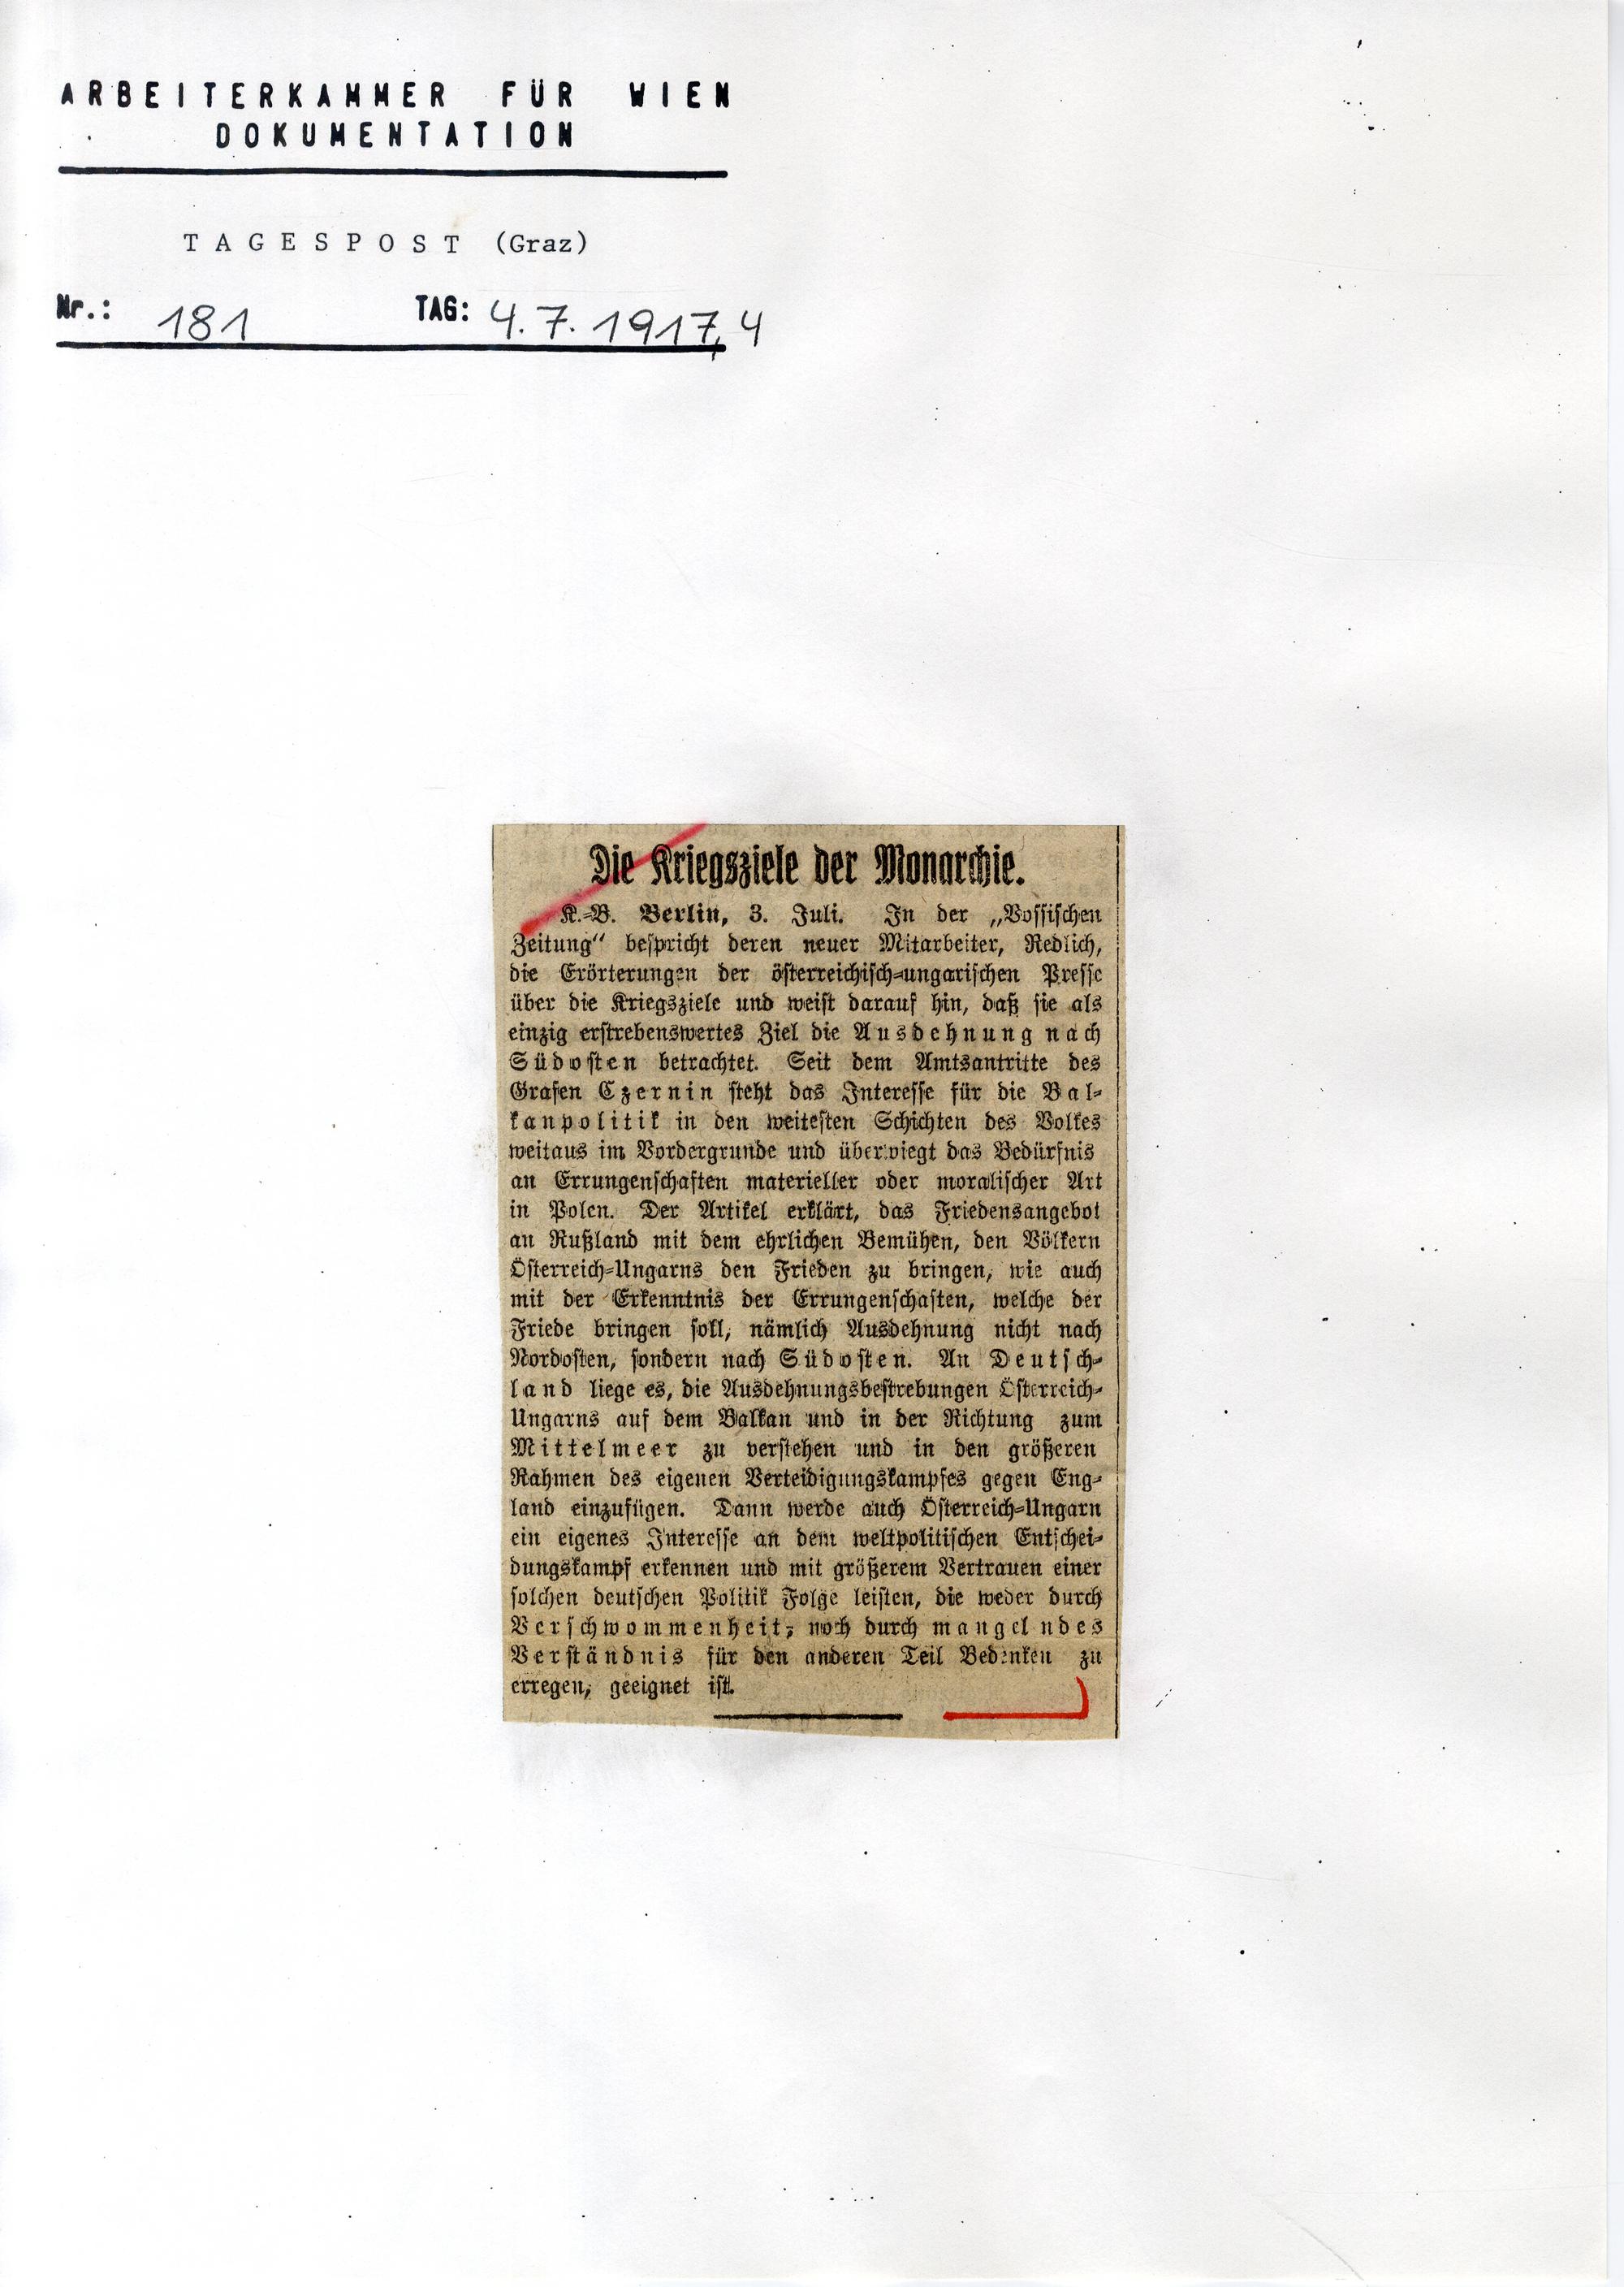 ARBEITERKAMMER FÜR WIEN
DOKUMENTATION
TAGESPOST (Graz)
Nr.: 181 TAG: 4.7.1917, 4
Die Kriegsziele der Monarchie.
K.-B. Berlin, 3. Juli. In der „Vossischen
Zeitung“ bespricht deren neuer Mitarbeiter, Redlich,
die Erörterungen der österreichisch-ungarischen Presse
über die Kriegsziele und weist darauf hin, daß sie als
einzig erstrebenswertes Ziel die Ausdehnung nach
Südosten betrachtet. Seit dem Amtsantritte des
Grafen Czernin steht das Interesse für die Bal-
kanpolitik in den weitesten Schichten des Volkes
weitaus im Vordergrunde und überwiegt das Bedürfnis
an Errungenschaften materieller oder moralischer Art
in Polen. Der Artikel erklärt, das Friedensangebot
an Rußland mit dem ehrlichen Bemühen, den Völkern
Österreich-Ungarns den Frieden zu bringen, wie auch
mit der Erkenntnis der Errungenschaften, welche der
Friede bringen soll, nämlich Ausdehnung nicht nach
Nordosten, sondern nach Südosten. An Deutsch-
land liege es, die Ausdehnungsbestrebungen Österreich-
Ungarns auf dem Balkan und in der Richtung zum
Mittelmeer zu verstehen und in den größeren
Rahmen des eigenen Verteidigungskampfes gegen Eng-
land einzufügen. Dann werde auch Österreich-Ungarn
ein eigenes Interesse an dem weltpolitischen Entschei-
dungskampf erkennen und mit größerem Vertrauen einer
solchen deutschen Politik Folge leisten, die weder durch
Verschwommenheit, noch durch mangelndes
Verständnis für den anderen Teil Bedenken zu
erregen, geeignet ist.